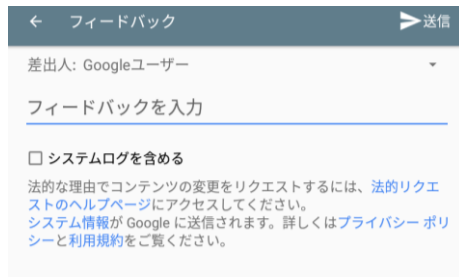 フィードバック
送信
差出人: Googleユーザー
フィードバックを入力
システムログを含める
法的な理由でコンテンツの変更をリクエストするには、法的リクエ
ストのヘルプページにアクセスしてください。
システム情報が Google に送信されます。詳しくはプライバシー ポリ
シーと利用規約をご覧ください。